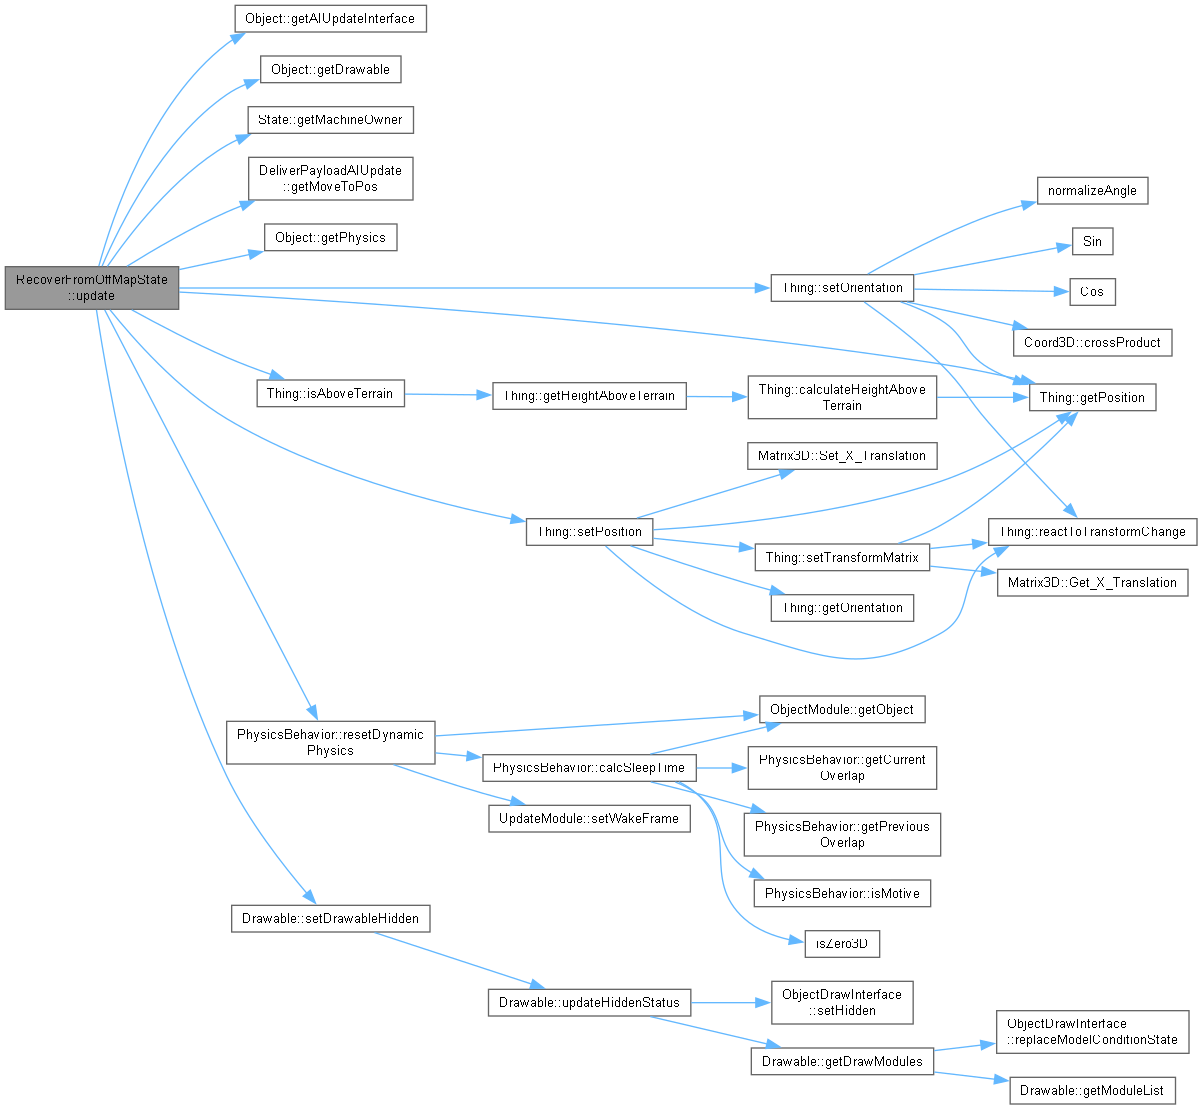 Object::getAIUpdateInterface
Object::getDrawable
State::getMachineOwner
DeliverPayloadAIUpdate
::getMoveToPos
Object::getPhysics
RecoverFromOffMapState
::update
normalizeAngle
Sin
Thing::setOrientation
Cos
Coord3D::crossProduct
Thing::isAboveTerrain
Thing::getHeightAboveTerrain
Thing::calculateHeightAbove
Terrain
Thing::getPosition
Matrix3D::Set_X_Translation
Thing::setPosition
Thing::setTransformMatrix
Thing::reactToTransformChange
Matrix3D::Get_X_Translation
Thing::getOrientation
PhysicsBehavior::resetDynamic
Physics
ObjectModule::getObject
PhysicsBehavior::calcSleepTime
PhysicsBehavior::getCurrent
Overlap
UpdateModule::setWakeFrame
PhysicsBehavior::getPrevious
Overlap
PhysicsBehavior::isMotive
isZero3D
Drawable::setDrawableHidden
Drawable::updateHiddenStatus
ObjectDrawInterface
::setHidden
Drawable::getDrawModules
ObjectDrawInterface
::replaceModelConditionState
Drawable::getModuleList